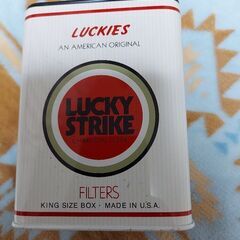 LUCKIES
AN AMERICAN ORIGINAL
LUCKY
STRIKE
FILTERS
KING SIZE BOX · MADE IN U.S.A.